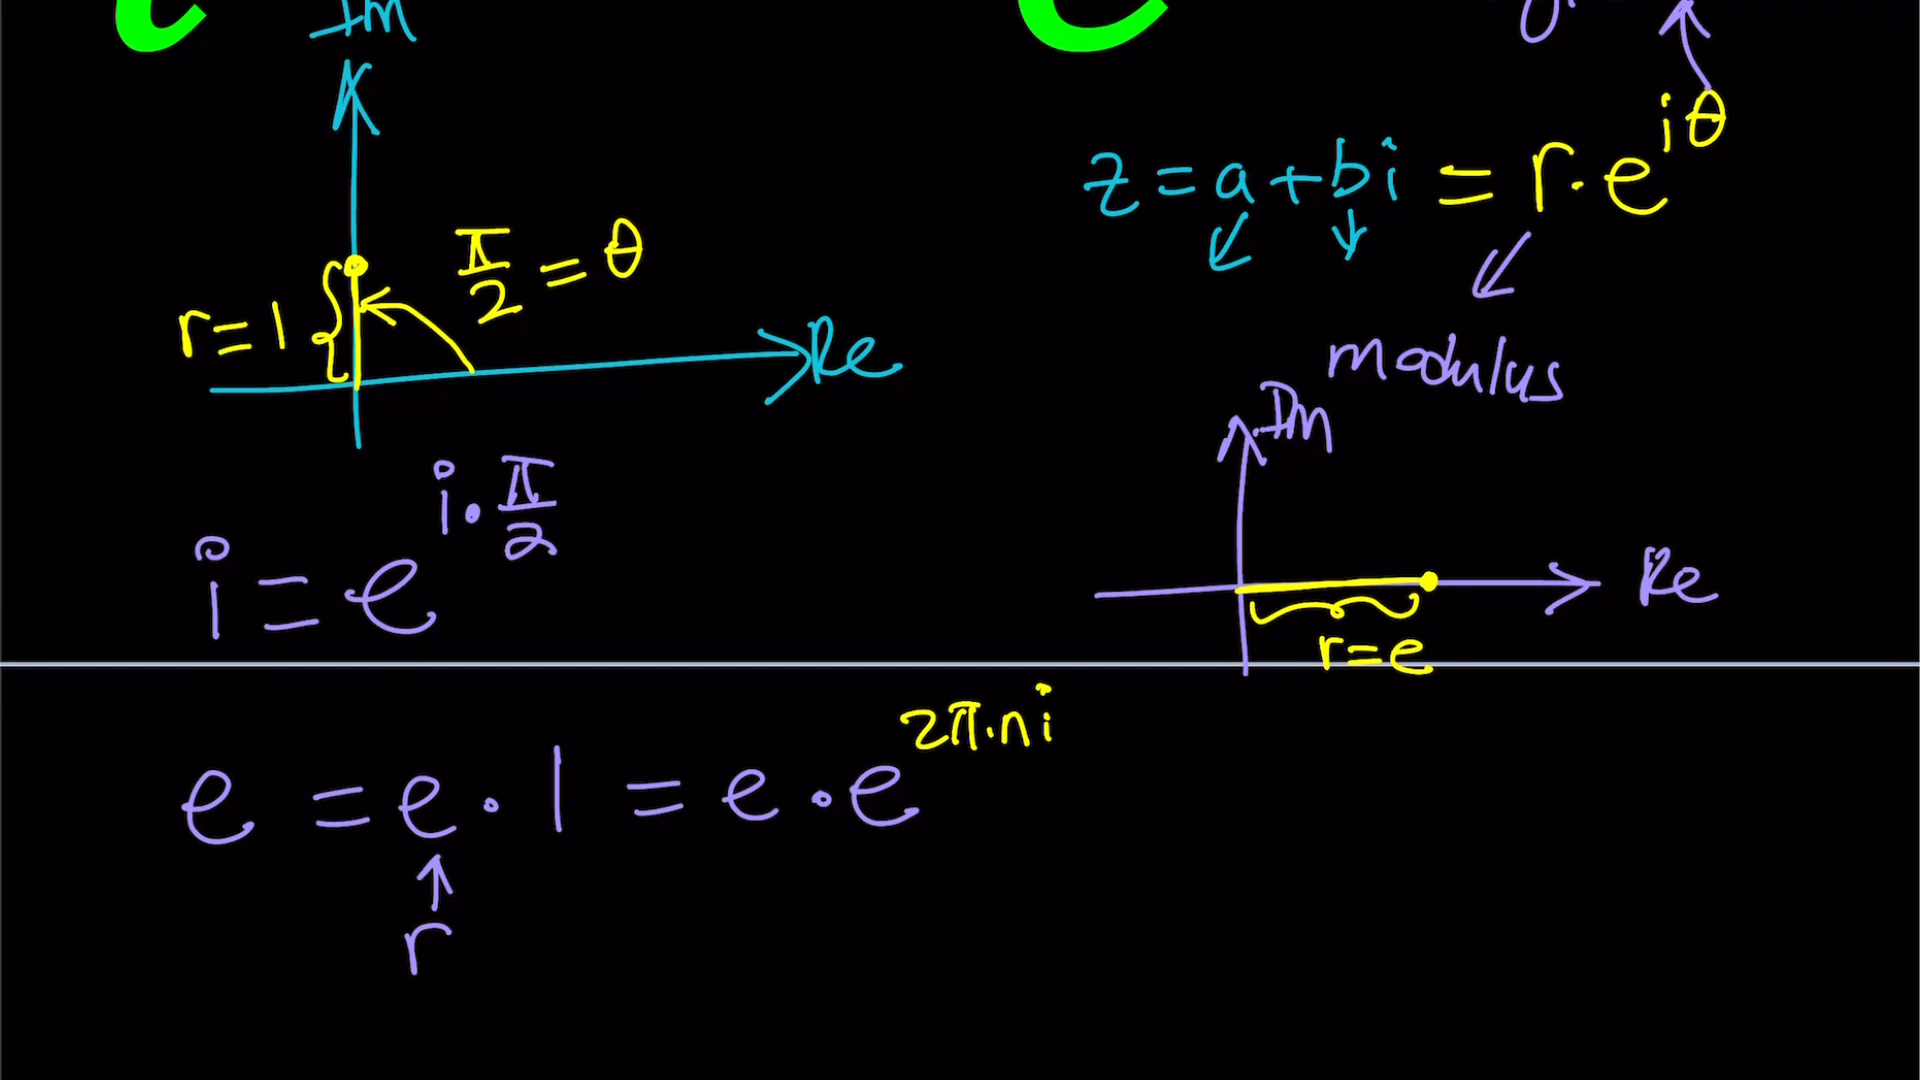 Im
z = a + bi = r · e^{iθ}
π/2 = θ
r = 1
Re
modulus
Im
i = e^{i · π/2}
Re
r = e
e = e · 1 = e · e^{2π·ni}
r